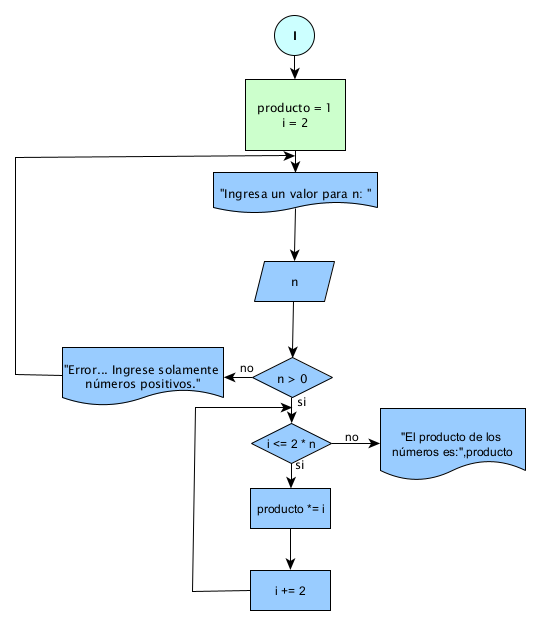 I
producto = 1
i = 2
"Ingresa un valor para n: "
n
"Error... Ingrese solamente
números positivos."
no
n > 0
si
i <= 2 * n
no
"El producto de los
números es:",producto
si
producto *= i
i += 2